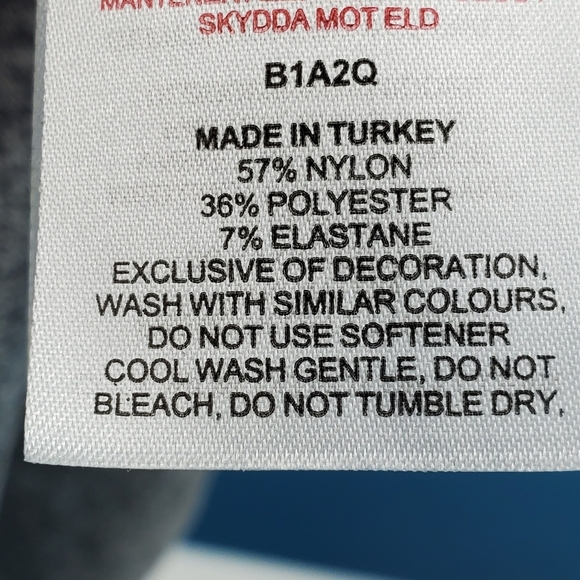 SKYDDA MOT ELD
B1A2Q
MADE IN TURKEY
57% NYLON
36% POLYESTER
7% ELASTANE
EXCLUSIVE OF DECORATION,
WASH WITH SIMILAR COLOURS,
DO NOT USE SOFTENER
COOL WASH GENTLE, DO NOT
BLEACH, DO NOT TUMBLE DRY,